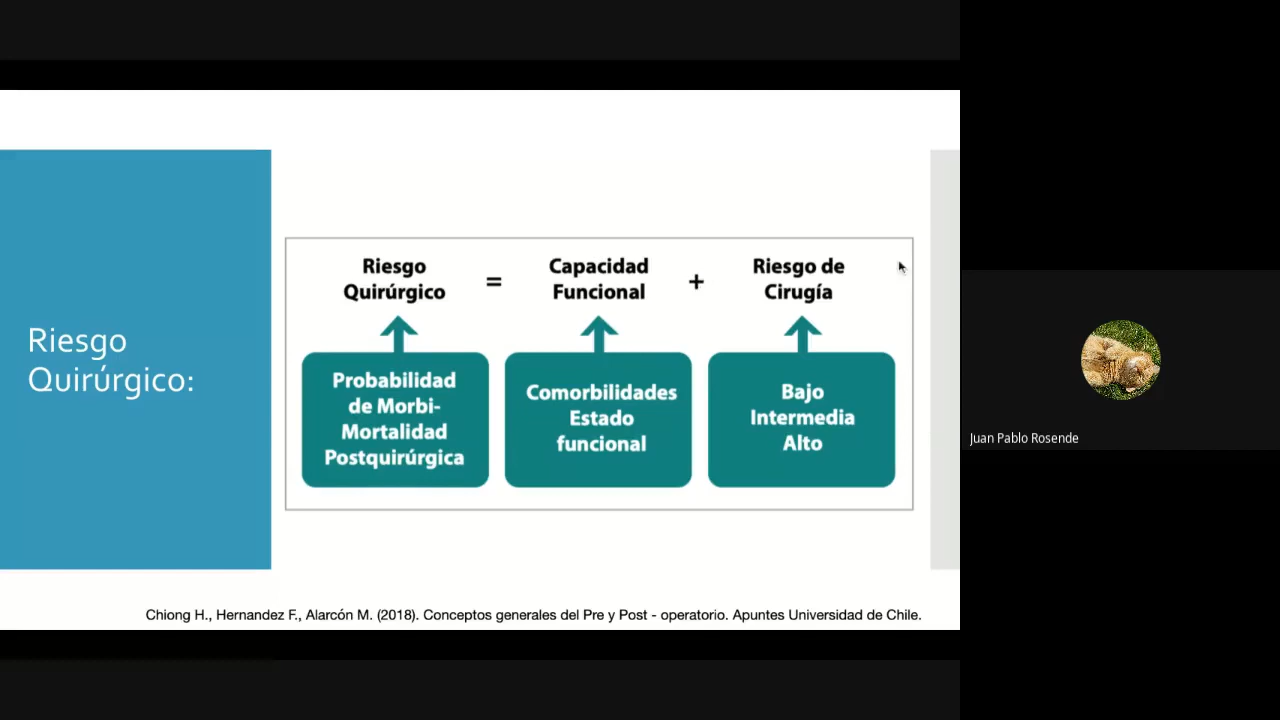 Riesgo
Quirúrgico:
Riesgo
Quirúrgico
=
Capacidad
Funcional
+
Riesgo de
Cirugía
Probabilidad
de Morbi-
Mortalidad
Postquirúrgica
Comorbilidades
Estado
funcional
Bajo
Intermedia
Alto
Chiong H., Hernandez F., Alarcón M. (2018). Conceptos generales del Pre y Post - operatorio. Apuntes Universidad de Chile.
Juan Pablo Rosende